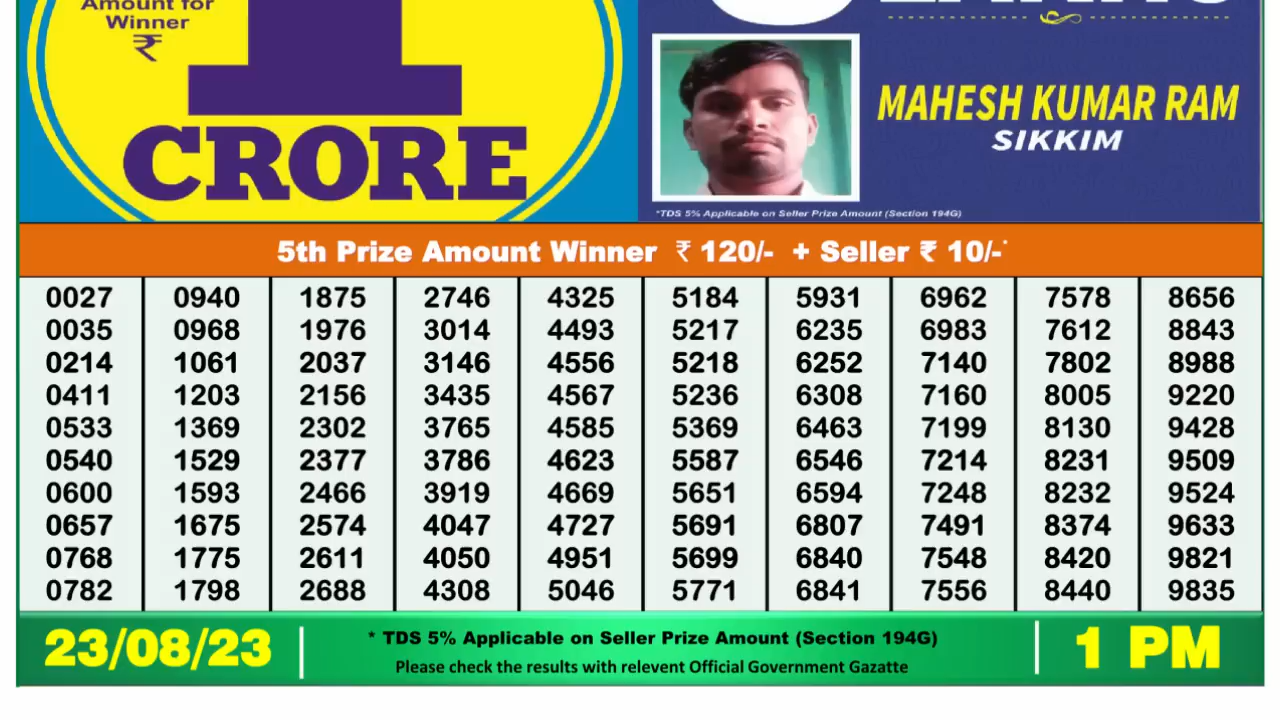 Amount for
Winner
₹
1
CRORE
MAHESH KUMAR RAM
SIKKIM
*TDS 5% Applicable on Seller Prize Amount (Section 194G)
5th Prize Amount Winner ₹ 120/- + Seller ₹ 10/-*
0027 0940 1875 2746 4325 5184 5931 6962 7578 8656
0035 0968 1976 3014 4493 5217 6235 6983 7612 8843
0214 1061 2037 3146 4556 5218 6252 7140 7802 8988
0411 1203 2156 3435 4567 5236 6308 7160 8005 9220
0533 1369 2302 3765 4585 5369 6463 7199 8130 9428
0540 1529 2377 3786 4623 5587 6546 7214 8231 9509
0600 1593 2466 3919 4669 5651 6594 7248 8232 9524
0657 1675 2574 4047 4727 5691 6807 7491 8374 9633
0768 1775 2611 4050 4951 5699 6840 7548 8420 9821
0782 1798 2688 4308 5046 5771 6841 7556 8440 9835
23/08/23
* TDS 5% Applicable on Seller Prize Amount (Section 194G)
Please check the results with relevent Official Government Gazatte
1 PM